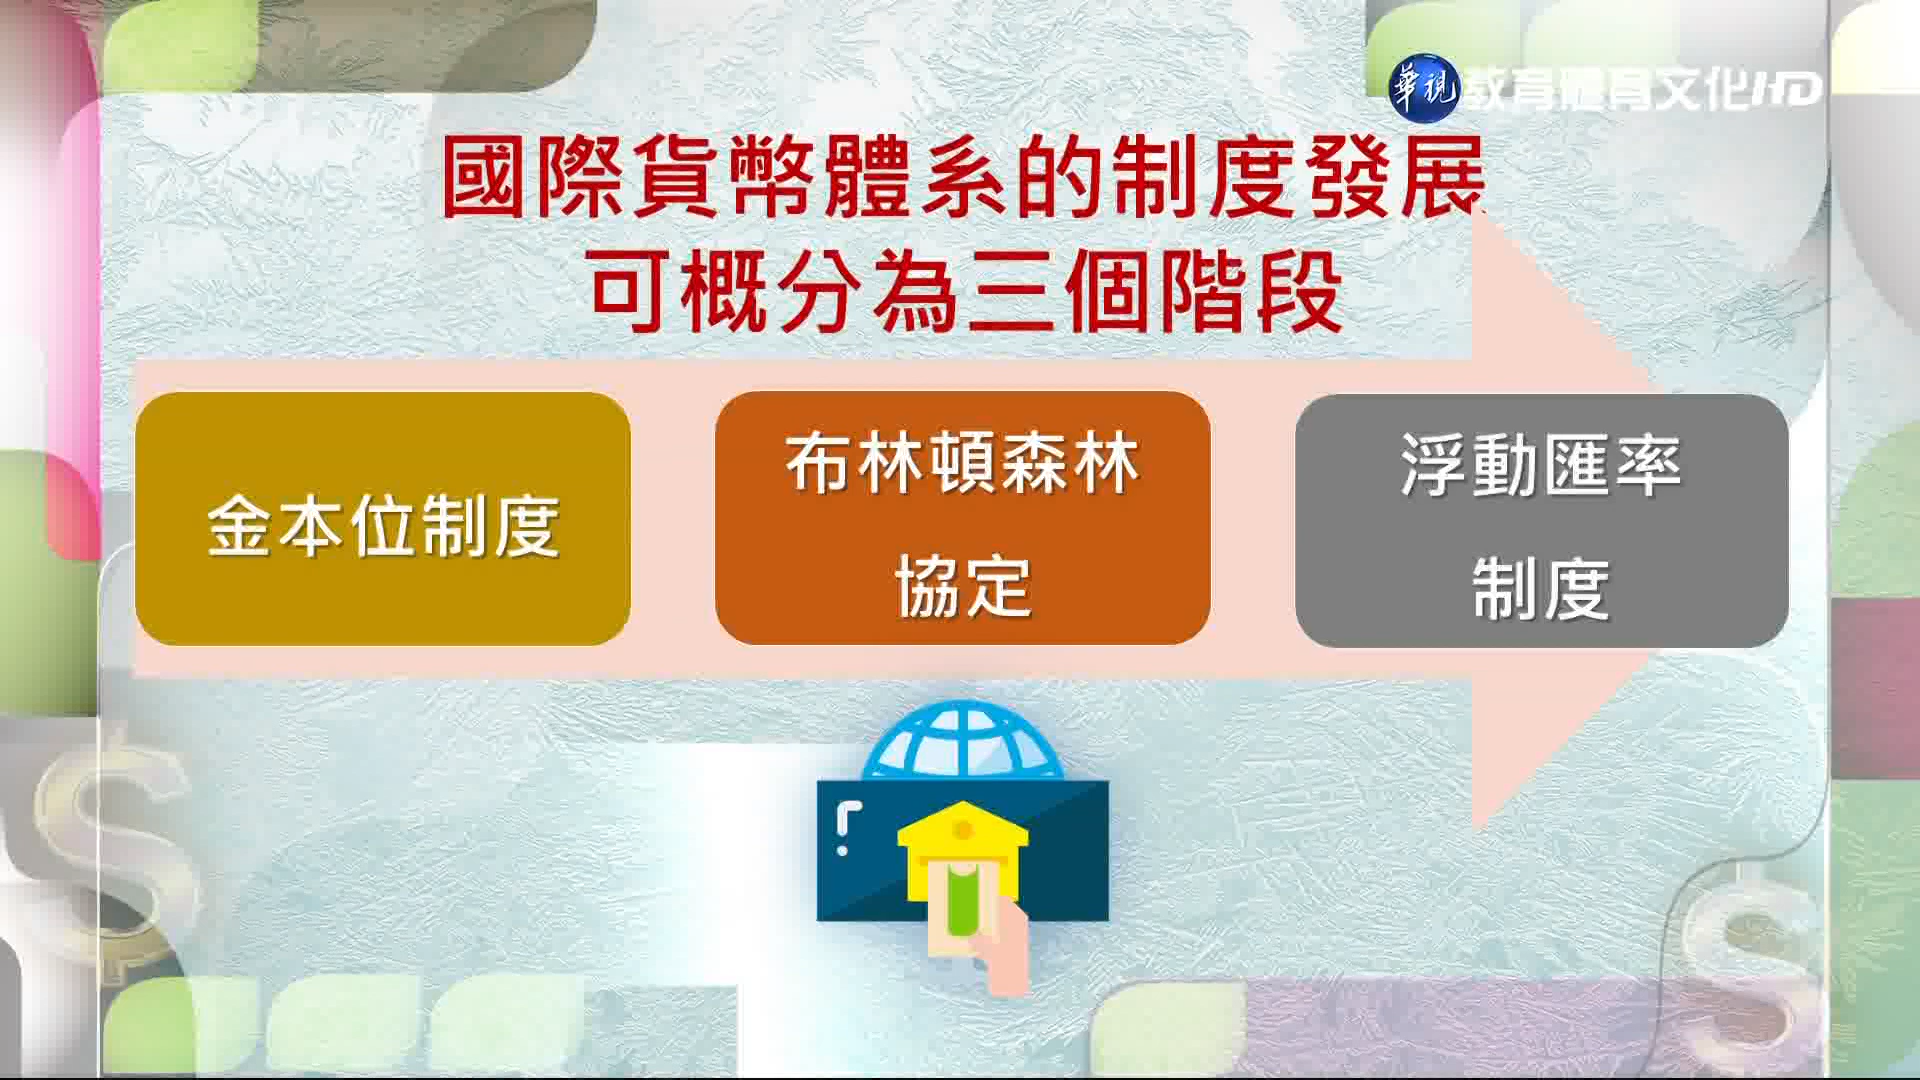 華視 教育體育文化HD
國際貨幣體系的制度發展
可概分為三個階段
金本位制度
布林頓森林
協定
浮動匯率
制度